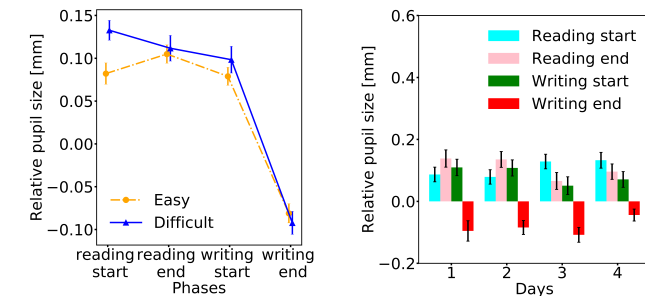 Relative pupil size [mm]
0.15
0.10
0.05
0.00
−0.05
−0.10
Easy
Difficult
reading start
reading end
writing start
writing end
Phases
Relative pupil size [mm]
0.6
0.4
0.2
0.0
−0.2
Reading start
Reading end
Writing start
Writing end
1 2 3 4
Days